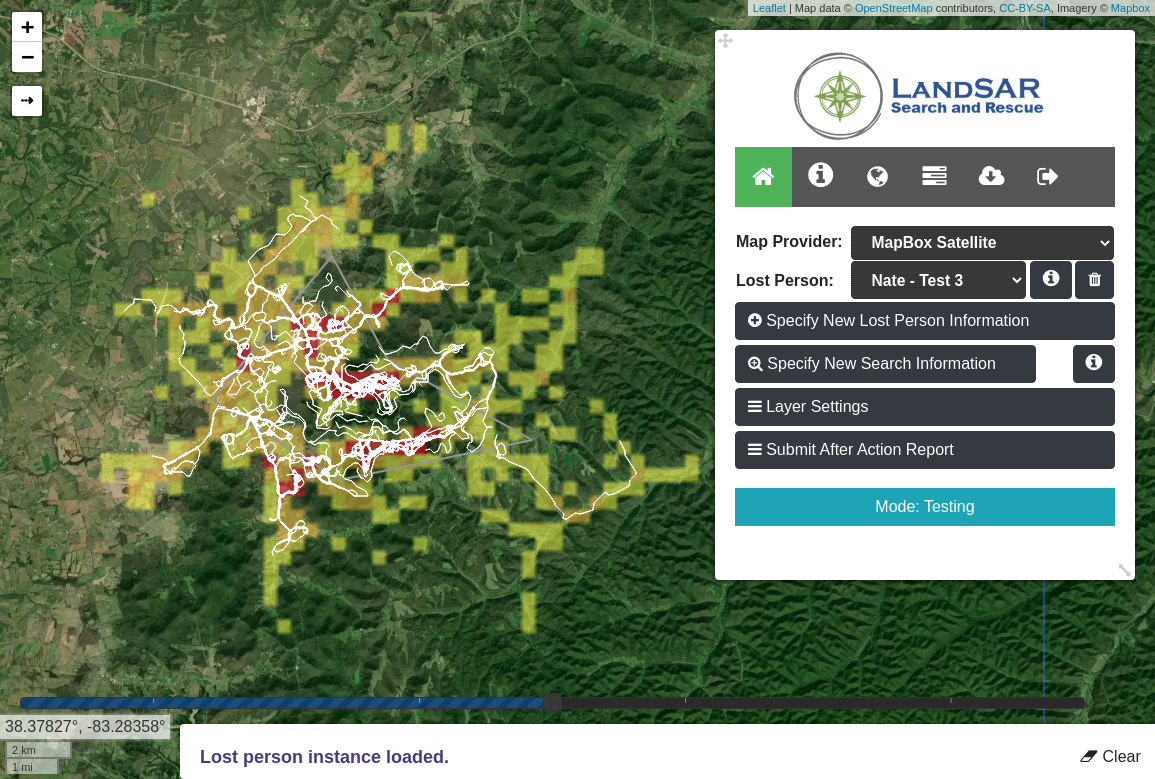 +
−
Leaflet | Map data © OpenStreetMap contributors, CC-BY-SA, Imagery © Mapbox
LANDSAR
Search and Rescue
Map Provider: MapBox Satellite
Lost Person: Nate - Test 3
Specify New Lost Person Information
Specify New Search Information
Layer Settings
Submit After Action Report
Mode: Testing
38.37827°, -83.28358°
2 km
1 mi
Lost person instance loaded.
Clear